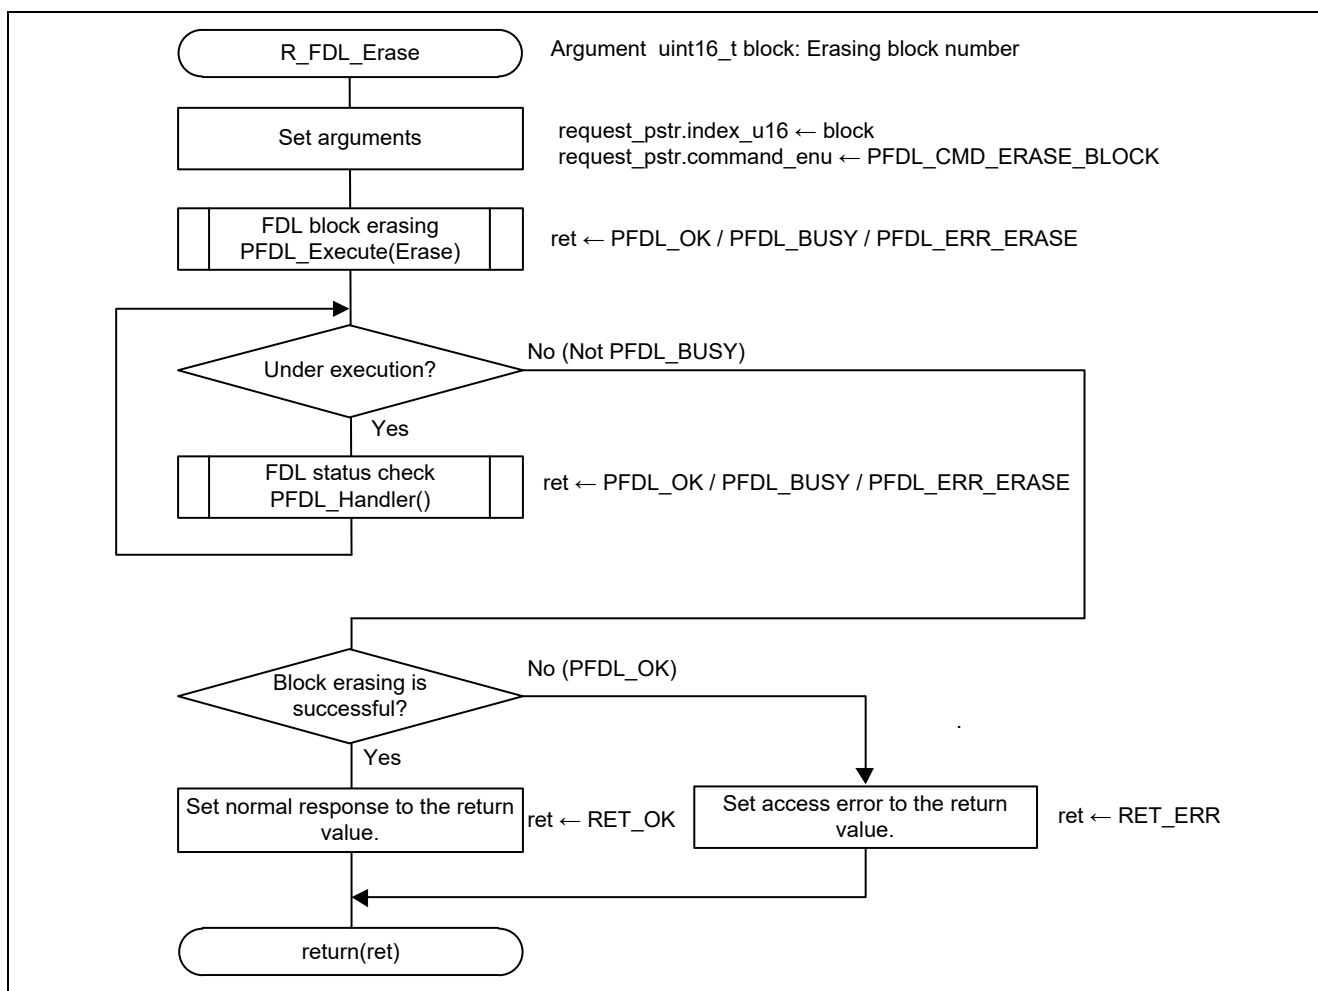 R_FDL_Erase
Argument uint16_t block: Erasing block number
Set arguments
request_pstr.index_u16 ← block
request_pstr.command_enu ← PFDL_CMD_ERASE_BLOCK
FDL block erasing
PFDL_Execute(Erase)
ret ← PFDL_OK / PFDL_BUSY / PFDL_ERR_ERASE
No (Not PFDL_BUSY)
Under execution?
Yes
FDL status check
PFDL_Handler()
ret ← PFDL_OK / PFDL_BUSY / PFDL_ERR_ERASE
No (PFDL_OK)
Block erasing is
successful?
.
Yes
Set normal response to the return
value.
ret ← RET_OK
Set access error to the return
value.
ret ← RET_ERR
return(ret)